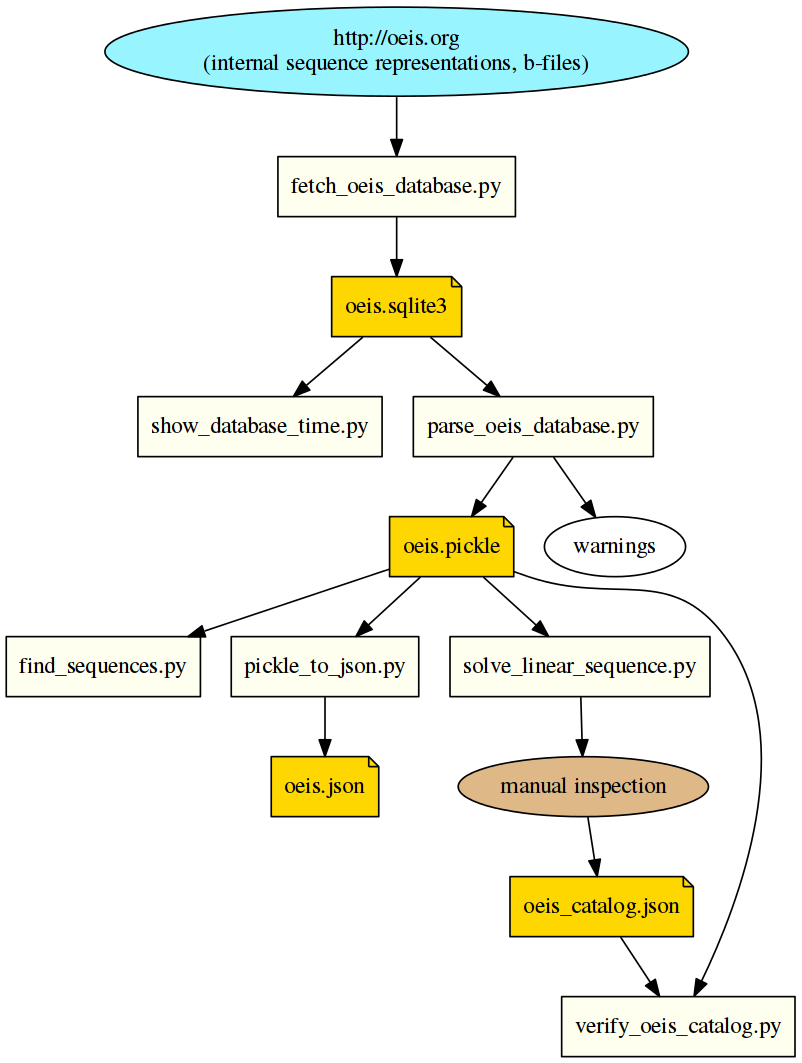 http://oeis.org
(internal sequence representations, b-files)
fetch_oeis_database.py
oeis.sqlite3
show_database_time.py
parse_oeis_database.py
oeis.pickle
warnings
find_sequences.py
pickle_to_json.py
solve_linear_sequence.py
oeis.json
manual inspection
oeis_catalog.json
verify_oeis_catalog.py